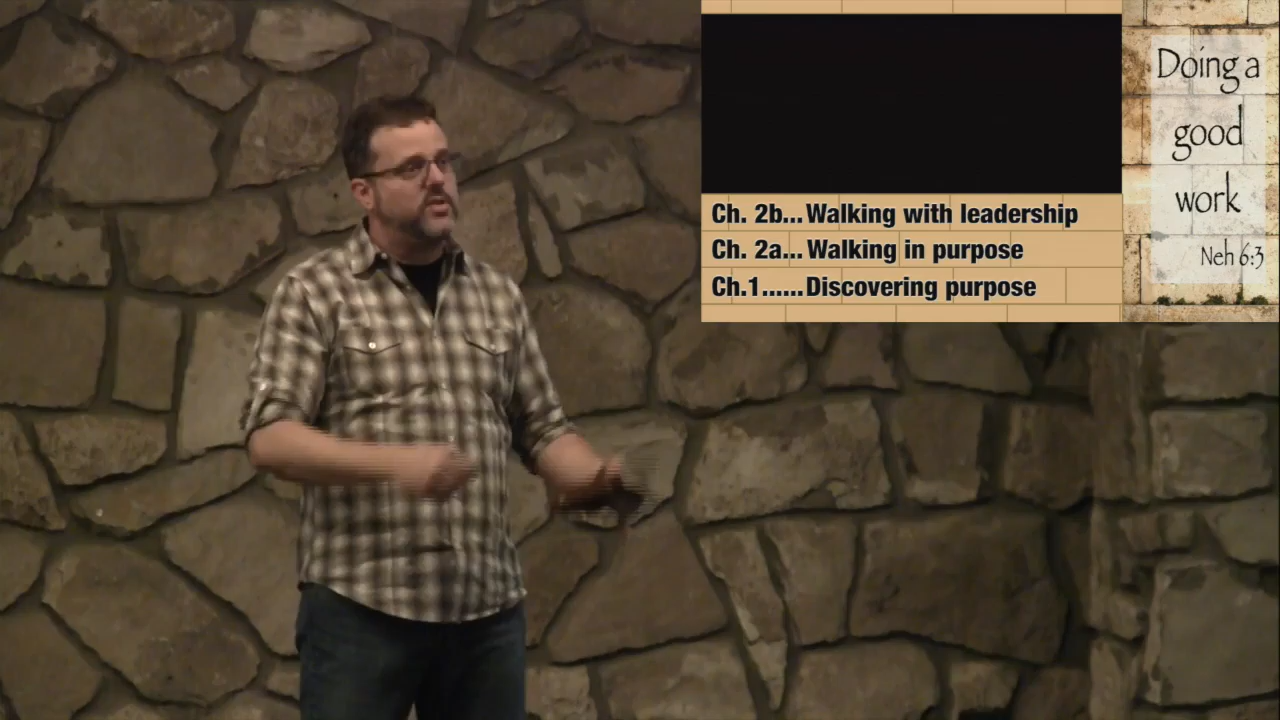 Ch. 2b... Walking with leadership
Ch. 2a... Walking in purpose
Ch.1......Discovering purpose
Doing a
good
work
Neh 6:3